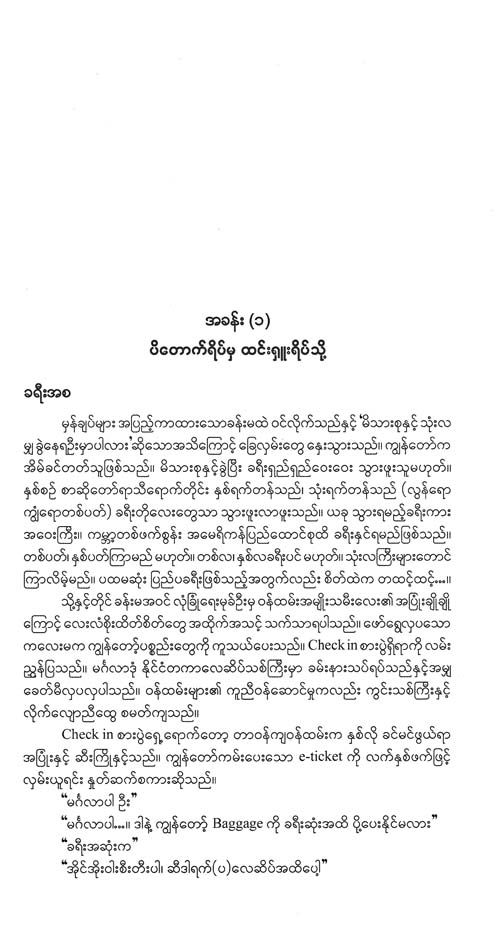 အခန်း (၁)
ပိတောက်ရိပ်မှ ထင်းရှူးရိပ်သို့
ခရီးအစ
မှန်ချပ်များ အပြည့်ကာထားသောခန်းမထဲ ဝင်လိုက်သည်နှင့် ‘မိသားစုနှင့် သုံးလ
မျှ ခွဲနေရဦးမှာပါလား’ဆိုသောအသိကြောင့် ခြေလှမ်းတွေ နှေးသွားသည်။ ကျွန်တော်က
အိမ်ခင်တတ်သူဖြစ်သည်။ မိသားစုနှင့်ခွဲပြီး ခရီးရှည်ရှည်ဝေးဝေး သွားဖူးသူမဟုတ်။
နှစ်စဉ် စာဆိုတော်ရာသီရောက်တိုင်း နှစ်ရက်တန်သည်၊ သုံးရက်တန်သည် (လွန်ရော
ကျွံရောတစ်ပတ်) ခရီးတိုလေးတွေသာ သွားဖူးလာဖူးသည်။ ယခု သွားရမည့်ခရီးကား
အဝေးကြီး။ ကမ္ဘာ့တစ်ဖက်စွန်း အမေရိကန်ပြည်ထောင်စုထိ ခရီးနှင်ရမည်ဖြစ်သည်။
တစ်ပတ်၊ နှစ်ပတ်ကြာမည် မဟုတ်။ တစ်လ၊ နှစ်လခရီးပင် မဟုတ်။ သုံးလကြီးများတောင်
ကြာလိမ့်မည်။ ပထမဆုံး ပြည်ပခရီးဖြစ်သည့်အတွက်လည်း စိတ်ထဲက တထင့်ထင့်...။
သို့နှင့်တိုင် ခန်းမအဝင် လုံခြုံရေးမုခ်ဦးမှ ဝန်ထမ်းအမျိုးသမီးလေး၏ အပြုံးချိုချို
ကြောင့် လေးလံစိုးထိတ်စိတ်တွေ အထိုက်အသင့် သက်သာရပါသည်။ ဖော်ရွေလှပသော
ကလေးမက ကျွန်တော့်ပစ္စည်းတွေကို ကူသယ်ပေးသည်။ Check in စားပွဲရှိရာကို လမ်း
ညွှန်ပြသည်။ မင်္ဂလာဒုံ နိုင်ငံတကာလေဆိပ်သစ်ကြီးမှာ ခမ်းနားသပ်ရပ်သည်နှင့်အမျှ
ခေတ်မီလှပလှပါသည်။ ဝန်ထမ်းများ၏ ကူညီဝန်ဆောင်မှုကလည်း ကွင်းသစ်ကြီးနှင့်
လိုက်လျောညီထွေ စမတ်ကျသည်။
Check in စားပွဲရှေ့ရောက်တော့ တာဝန်ကျဝန်ထမ်းက နှစ်လို ခင်မင်ဖွယ်ရာ
အပြုံးနှင့် ဆီးကြိုနှင့်သည်။ ကျွန်တော်ကမ်းပေးသော e-ticket ကို လက်နှစ်ဖက်ဖြင့်
လှမ်းယူရင်း နှုတ်ဆက်စကားဆိုသည်။
“မင်္ဂလာပါ ဦး”
“မင်္ဂလာပါ...။ ဒါနဲ့ ကျွန်တော့် Baggage ကို ခရီးဆုံးအထိ ပို့ပေးနိုင်မလား”
“ခရီးအဆုံးက”
“အိုင်အိုးဝါးစီးတီးပါ၊ ဆီဒါရက်(ပ)လေဆိပ်အထိပေါ့”